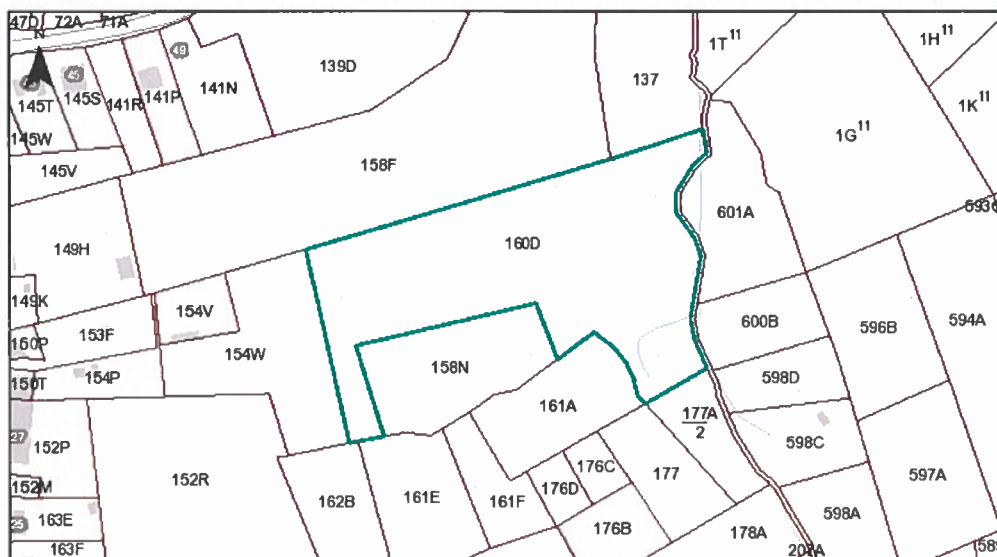 47D 72A 71A
N
49
1T¹¹
1H¹¹
139D
137
45
145T
145S
141R
141P
141N
1K¹¹
1G¹¹
145W
145V
158F
601A
593C
149H
160D
149K
154V
600B
596B
594A
153F
150P
154W
158N
598D
150T
154P
161A
177A
2
598C
27
152P
176C
177
152R
176D
597A
152M
162B
161E
161F
598A
25
163E
176B
178A
163F